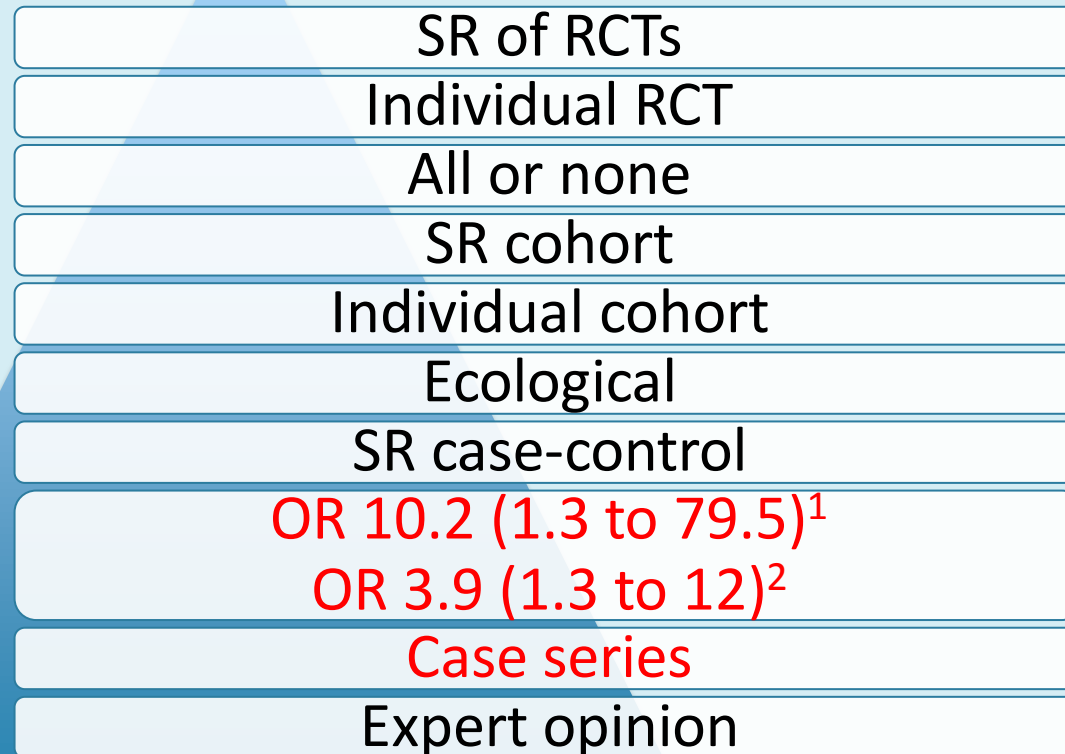 SR of RCTs
Individual RCT
All or none
SR cohort
Individual cohort
Ecological
SR case-control
OR 10.2 (1.3 to 79.5)¹
OR 3.9 (1.3 to 12)²
Case series
Expert opinion